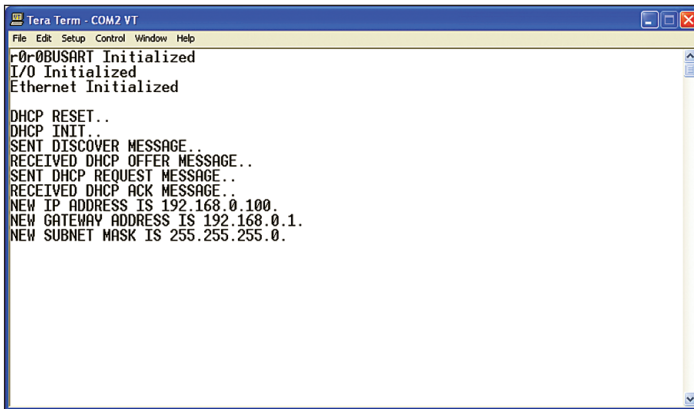 Tera Term - COM2 VT
File Edit Setup Control Window Help
r0r0BUSART Initialized
I/O Initialized
Ethernet Initialized
DHCP RESET..
DHCP INIT..
SENT DISCOVER MESSAGE..
RECEIVED DHCP OFFER MESSAGE..
SENT DHCP REQUEST MESSAGE..
RECEIVED DHCP ACK MESSAGE..
NEW IP ADDRESS IS 192.168.0.100.
NEW GATEWAY ADDRESS IS 192.168.0.1.
NEW SUBNET MASK IS 255.255.255.0.